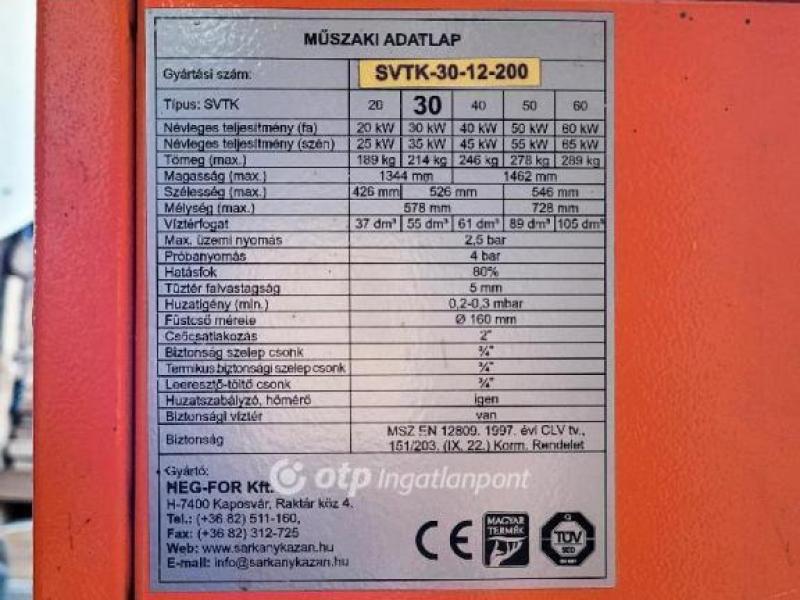 MŰSZAKI ADATLAP
Gyártási szám: SVTK-30-12-200
Típus: SVTK 20 30 40 50 60
Névleges teljesítmény (fa) 20 kW 30 kW 40 kW 50 kW 60 kW
Névleges teljesítmény (szén) 25 kW 35 kW 45 kW 55 kW 65 kW
Tömeg (max.) 189 kg 214 kg 246 kg 278 kg 289 kg
Magasság (max.) 1344 mm 1462 mm
Szélesség (max.) 426 mm 526 mm 546 mm
Mélység (max.) 578 mm 728 mm
Víztérfogat 37 dm³ 55 dm³ 61 dm³ 89 dm³ 105 dm³
Max. üzemi nyomás 2,5 bar
Próbanyomás 4 bar
Hatásfok 80%
Tűztér falvastagság 5 mm
Huzatigény (min.) 0,2-0,3 mbar
Füstcső mérete Ø 160 mm
Csőcsatlakozás 2"
Biztonság szelep csonk ¾"
Termikus biztonsági szelep csonk ¾"
Leeresztő-töltő csonk ¾"
Huzatszabályzó, hőmérő igen
Biztonsági víztér van
Biztonság MSZ EN 12809. 1997. évi CLV tv.,
151/203. (IX. 22.) Korm. Rendelet
Gyártó:
HEG-FOR Kft.
otp Ingatlanpont
H-7400 Kaposvár, Raktár köz 4.
Tel.: (+36 82) 511-160,
Fax: (+36 82) 312-725
Web: www.sarkanykazan.hu
E-mail: info@sarkanykazan.hu
CE
MAGYAR
TERMÉK
TÜV